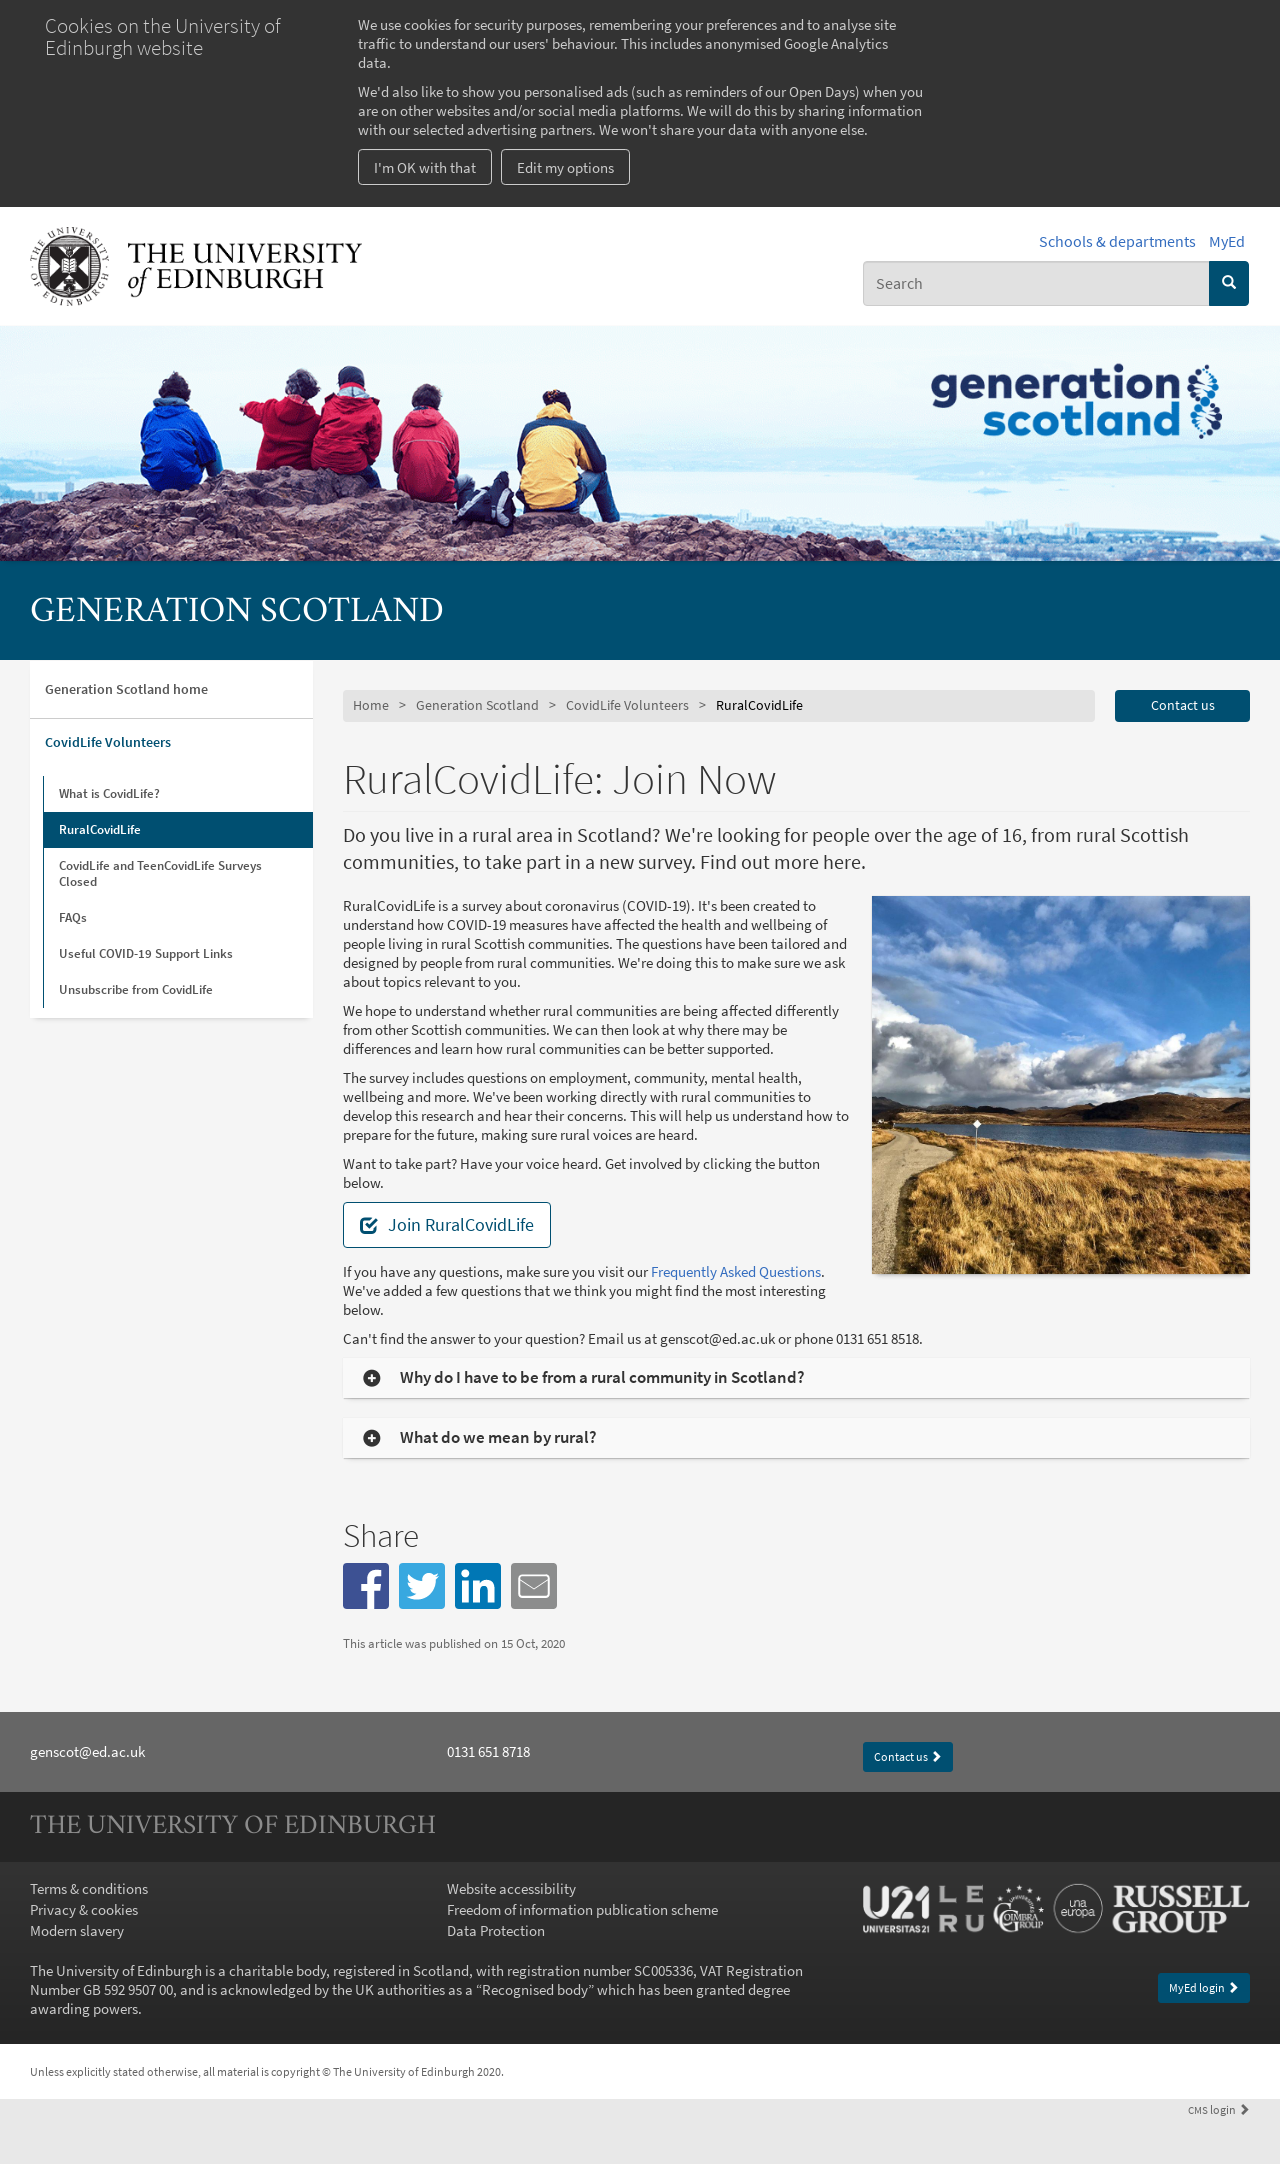 Cookies on the University of
Edinburgh website
We use cookies for security purposes, remembering your preferences and to analyse site
traffic to understand our users' behaviour. This includes anonymised Google Analytics
data.
We'd also like to show you personalised ads (such as reminders of our Open Days) when you
are on other websites and/or social media platforms. We will do this by sharing information
with our selected advertising partners. We won't share your data with anyone else.
I'm OK with that
Edit my options
THE UNIVERSITY
of EDINBURGH
Schools & departments
MyEd
Search
generation
scotland
GENERATION SCOTLAND
Generation Scotland home
CovidLife Volunteers
What is CovidLife?
RuralCovidLife
CovidLife and TeenCovidLife Surveys
Closed
FAQs
Useful COVID-19 Support Links
Unsubscribe from CovidLife
Home > Generation Scotland > CovidLife Volunteers > RuralCovidLife
Contact us
RuralCovidLife: Join Now
Do you live in a rural area in Scotland? We're looking for people over the age of 16, from rural Scottish
communities, to take part in a new survey. Find out more here.
RuralCovidLife is a survey about coronavirus (COVID-19). It's been created to
understand how COVID-19 measures have affected the health and wellbeing of
people living in rural Scottish communities. The questions have been tailored and
designed by people from rural communities. We're doing this to make sure we ask
about topics relevant to you.
We hope to understand whether rural communities are being affected differently
from other Scottish communities. We can then look at why there may be
differences and learn how rural communities can be better supported.
The survey includes questions on employment, community, mental health,
wellbeing and more. We've been working directly with rural communities to
develop this research and hear their concerns. This will help us understand how to
prepare for the future, making sure rural voices are heard.
Want to take part? Have your voice heard. Get involved by clicking the button
below.
Join RuralCovidLife
If you have any questions, make sure you visit our Frequently Asked Questions.
We've added a few questions that we think you might find the most interesting
below.
Can't find the answer to your question? Email us at genscot@ed.ac.uk or phone 0131 651 8518.
Why do I have to be from a rural community in Scotland?
What do we mean by rural?
Share
This article was published on 15 Oct, 2020
genscot@ed.ac.uk
0131 651 8718
Contact us
THE UNIVERSITY OF EDINBURGH
Terms & conditions
Privacy & cookies
Modern slavery
Website accessibility
Freedom of information publication scheme
Data Protection
U21
UNIVERSITAS 21
LE
RU
COIMBRA
GROUP
una
europa
RUSSELL
GROUP
The University of Edinburgh is a charitable body, registered in Scotland, with registration number SC005336, VAT Registration
Number GB 592 9507 00, and is acknowledged by the UK authorities as a “Recognised body” which has been granted degree
awarding powers.
MyEd login
Unless explicitly stated otherwise, all material is copyright © The University of Edinburgh 2020.
CMS login